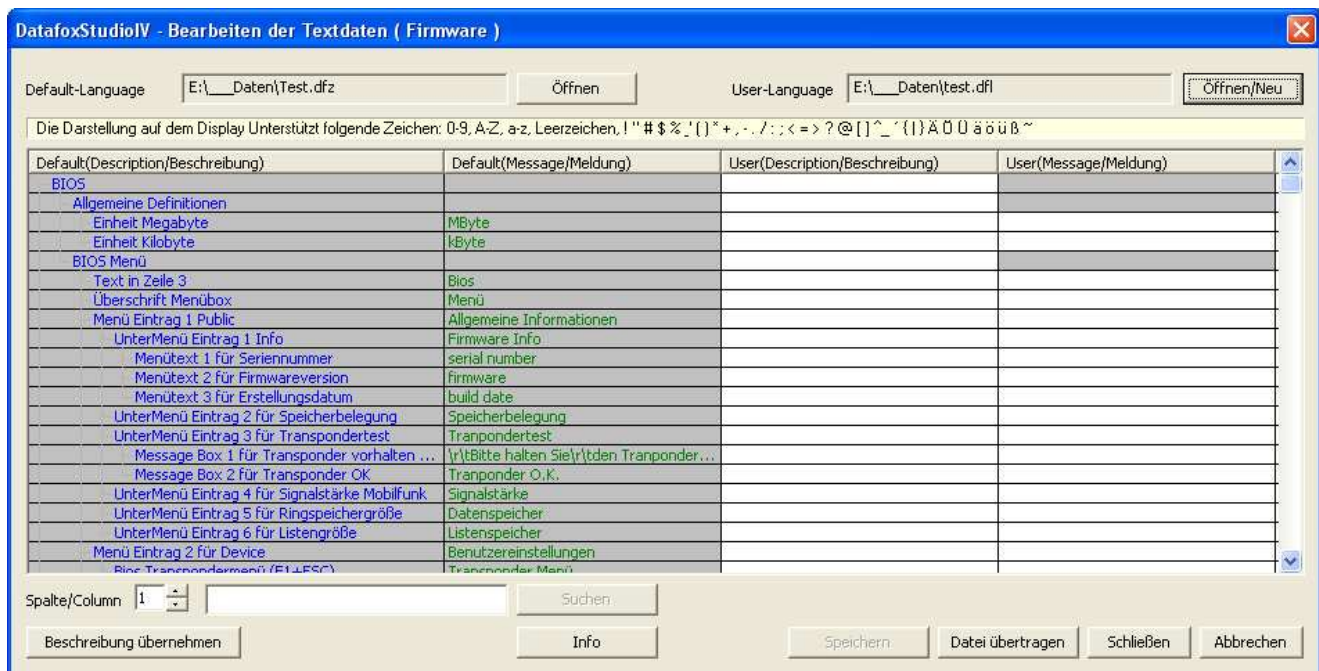 DatafoxStudioIV - Bearbeiten der Textdaten ( Firmware )
Default-Language E:\___Daten\Test.dfz Öffnen User-Language E:\___Daten\test.dfl Öffnen/Neu
Die Darstellung auf dem Display Unterstützt folgende Zeichen: 0-9, A-Z, a-z, Leerzeichen, ! " # $ % ' ( ) * + , - . / : ; < = > ? @ [ ] ^ _ ´ { | } Ä Ö Ü ä ö ü ß ~
Default(Description/Beschreibung) Default(Message/Meldung) User(Description/Beschreibung) User(Message/Meldung)
BIOS
Allgemeine Definitionen
Einheit Megabyte MByte
Einheit Kilobyte kByte
BIOS Menü
Text in Zeile 3 Bios
Überschrift Menübox Menü
Menü Eintrag 1 Public Allgemeine Informationen
UnterMenü Eintrag 1 Info Firmware Info
Menütext 1 für Seriennummer serial number
Menütext 2 für Firmwareversion firmware
Menütext 3 für Erstellungsdatum build date
UnterMenü Eintrag 2 für Speicherbelegung Speicherbelegung
UnterMenü Eintrag 3 für Transpondertest Tranpondertest
Message Box 1 für Transponder vorhalten ... \r\tBitte halten Sie\r\tden Tranponder...
Message Box 2 für Transponder OK Tranponder O.K.
UnterMenü Eintrag 4 für Signalstärke Mobilfunk Signalstärke
UnterMenü Eintrag 5 für Ringspeichergröße Datenspeicher
UnterMenü Eintrag 6 für Listengröße Listenspeicher
Menü Eintrag 2 für Device Benutzereinstellungen
Bios Transpondermenü (F1+ESC) Transponder Menü
Spalte/Column 1 Suchen
Beschreibung übernehmen Info Speichern Datei übertragen Schließen Abbrechen